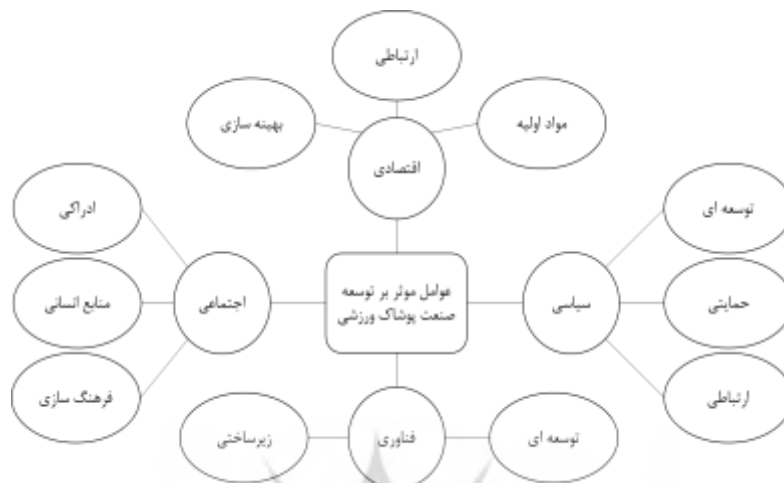 ارتباطی
مواد اولیه
بهینه سازی
اقتصادی
توسعه ای
حمایتی
ارتباطی
سیاسی
عوامل موثر بر توسعه
صنعت پوشاک ورزشی
اجتماعی
ادراکی
منابع انسانی
فرهنگ سازی
توسعه ای
فناوری
زیرساختی